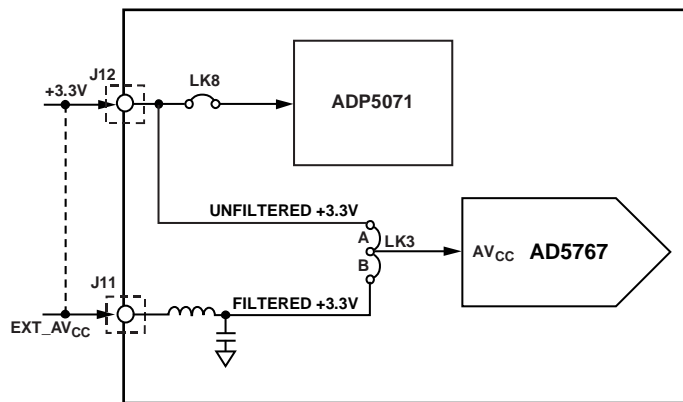 J12
+3.3V
LK8
ADP5071
UNFILTERED +3.3V
A
LK3
B
AVCC AD5767
J11
FILTERED +3.3V
EXT_AVCC